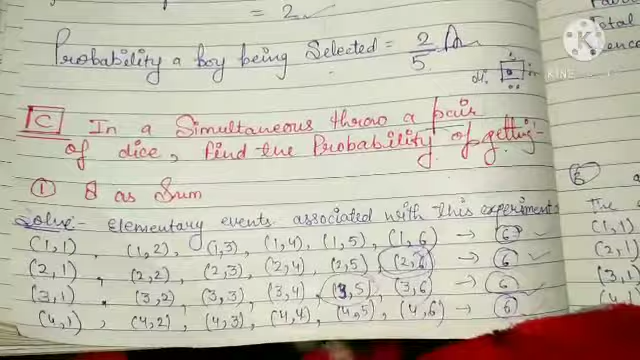 = 2
Probability a boy being Selected = 2/5 Ans
[C] In a Simultaneous throw a pair
of dice, find the Probability of getting-
① 8 as Sum
Solve- Elementary events associated with this experiment
(1,1) (1,2), (1,3), (1,4), (1,5), (1,6) → 6
(2,1), (2,2), (2,3), (2,4) (2,5), (2,6) → 6
(3,1), (3,2), (3,3), (3,4), (3,5), (3,6) → 6
(4,1), (4,2), (4,3), (4,4), (4,5), (4,6) → 6
Total
The
(1,1)
(2,1)
(3,1)
K
KINE